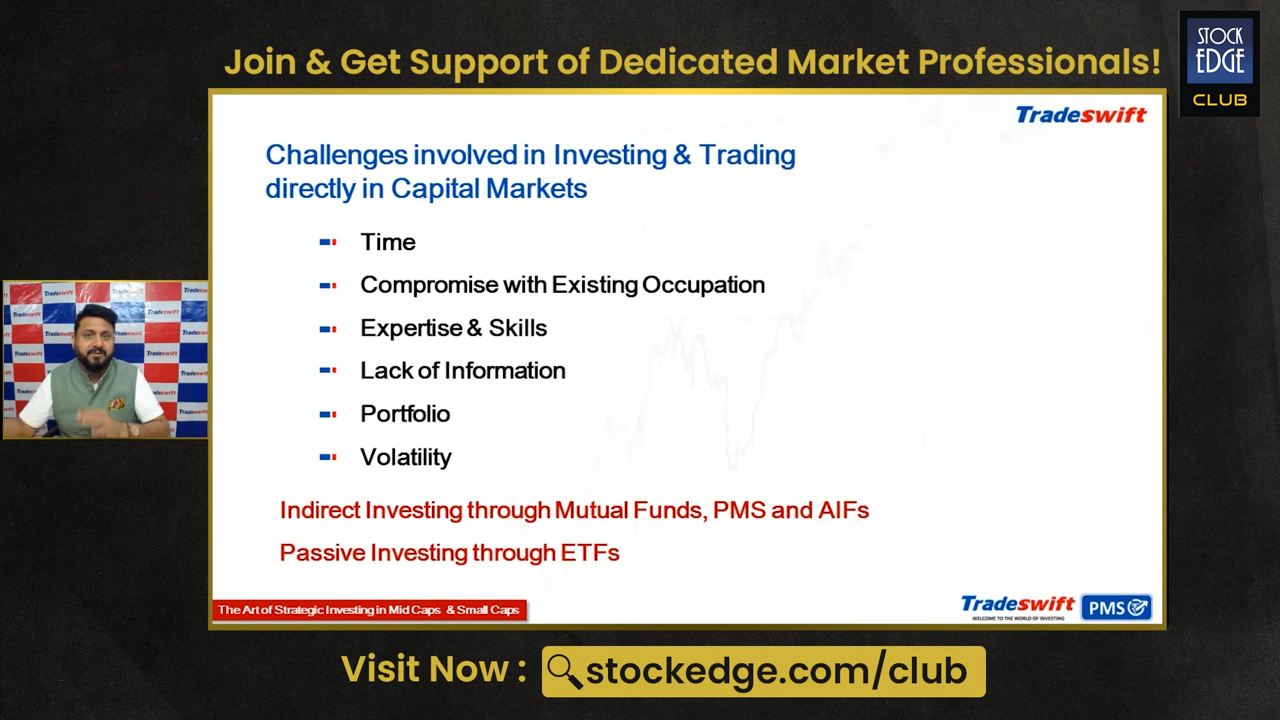 Join & Get Support of Dedicated Market Professionals!
STOCK
EDGE
CLUB
Tradeswift
Challenges involved in Investing & Trading
directly in Capital Markets
Time
Compromise with Existing Occupation
Expertise & Skills
Lack of Information
Portfolio
Volatility
Indirect Investing through Mutual Funds, PMS and AIFs
Passive Investing through ETFs
The Art of Strategic Investing in Mid Caps & Small Caps
Tradeswift PMS
WELCOME TO THE WORLD OF INVESTING
Visit Now : stockedge.com/club